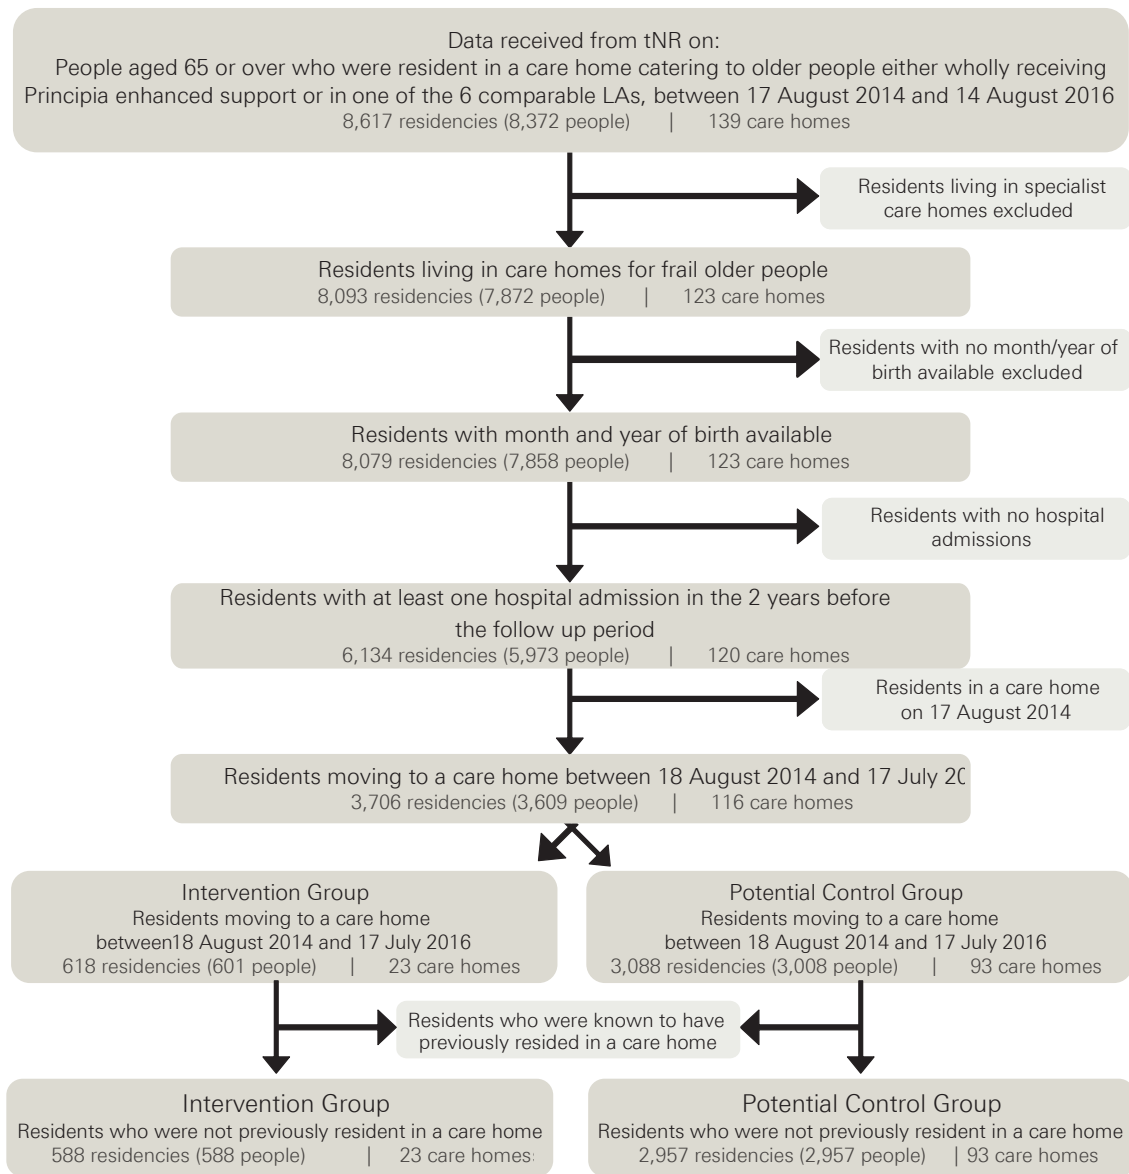 Data received from tNR on:
People aged 65 or over who were resident in a care home catering to older people either wholly receiving
Principia enhanced support or in one of the 6 comparable LAs, between 17 August 2014 and 14 August 2016
8,617 residencies (8,372 people) | 139 care homes
Residents living in specialist
care homes excluded
Residents living in care homes for frail older people
8,093 residencies (7,872 people) | 123 care homes
Residents with no month/year of
birth available excluded
Residents with month and year of birth available
8,079 residencies (7,858 people) | 123 care homes
Residents with no hospital
admissions
Residents with at least one hospital admission in the 2 years before
the follow up period
6,134 residencies (5,973 people) | 120 care homes
Residents in a care home
on 17 August 2014
Residents moving to a care home between 18 August 2014 and 17 July
3,706 residencies (3,609 people) | 116 care homes
Intervention Group
Residents moving to a care home
between18 August 2014 and 17 July 2016
618 residencies (601 people) | 23 care homes
Potential Control Group
Residents moving to a care home
between 18 August 2014 and 17 July 2016
3,088 residencies (3,008 people) | 93 care homes
Residents who were known to have
previously resided in a care home
Intervention Group
Residents who were not previously resident in a care home
588 residencies (588 people) | 23 care homes
Potential Control Group
Residents who were not previously resident in a care home
2,957 residencies (2,957 people) | 93 care homes